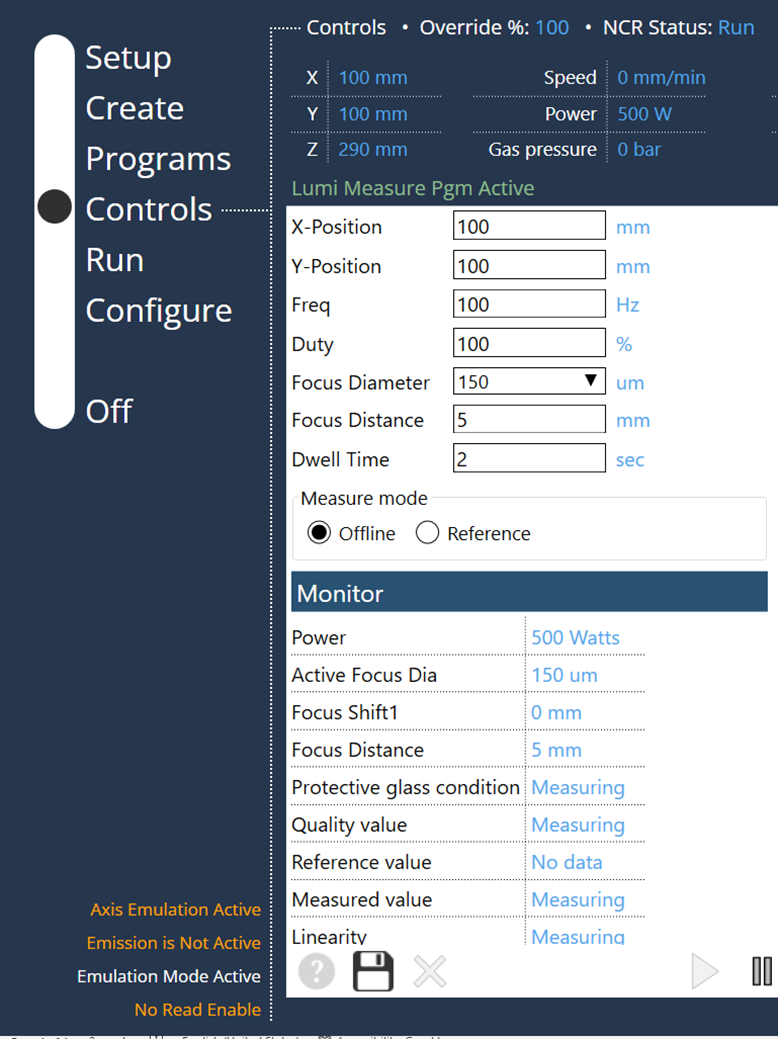 Controls • Override %: 100 • NCR Status: Run
Setup
Create
Programs
Controls
Run
Configure
Off
X 100 mm Speed 0 mm/min
Y 100 mm Power 500 W
Z 290 mm Gas pressure 0 bar
Lumi Measure Pgm Active
X-Position 100 mm
Y-Position 100 mm
Freq 100 Hz
Duty 100 %
Focus Diameter 150 um
Focus Distance 5 mm
Dwell Time 2 sec
Measure mode
Offline Reference
Monitor
Power 500 Watts
Active Focus Dia 150 um
Focus Shift1 0 mm
Focus Distance 5 mm
Protective glass condition Measuring
Quality value Measuring
Reference value No data
Measured value Measuring
Linearity Measuring
?
Axis Emulation Active
Emission is Not Active
Emulation Mode Active
No Read Enable